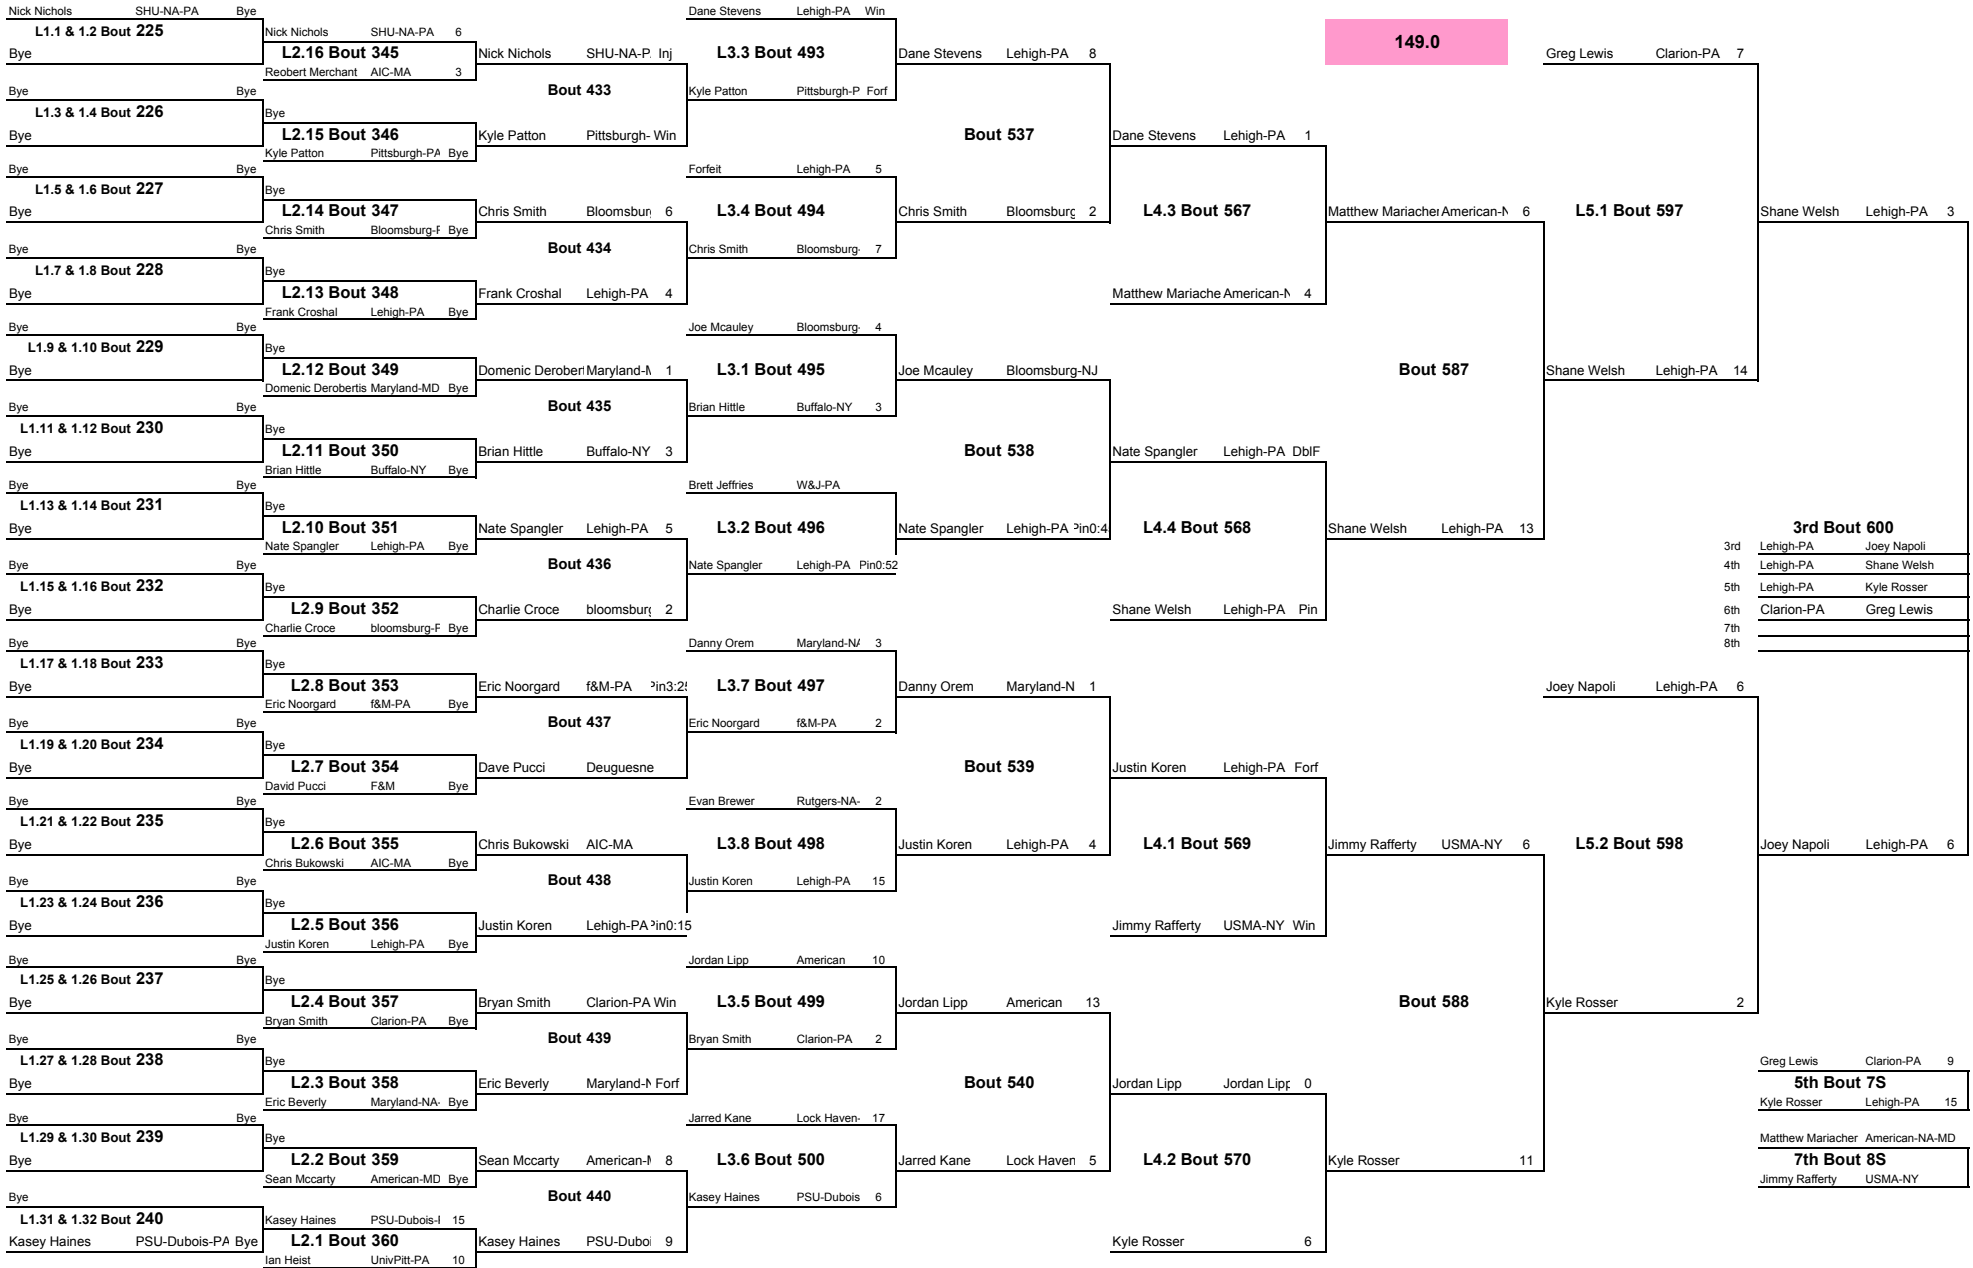 Nick Nichols SHU-NA-PA Bye
L1.1 & 1.2 Bout 225
Bye
Bye Bye
L1.3 & 1.4 Bout 226
Bye
Bye Bye
L1.5 & 1.6 Bout 227
Bye
Bye Bye
L1.7 & 1.8 Bout 228
Bye
Bye Bye
L1.9 & 1.10 Bout 229
Bye
Bye Bye
L1.11 & 1.12 Bout 230
Bye
Bye Bye
L1.13 & 1.14 Bout 231
Bye
Bye Bye
L1.15 & 1.16 Bout 232
Bye
Bye Bye
L1.17 & 1.18 Bout 233
Bye
Bye Bye
L1.19 & 1.20 Bout 234
Bye
Bye Bye
L1.21 & 1.22 Bout 235
Bye
Bye Bye
L1.23 & 1.24 Bout 236
Bye
Bye Bye
L1.25 & 1.26 Bout 237
Bye
Bye Bye
L1.27 & 1.28 Bout 238
Bye
Bye Bye
L1.29 & 1.30 Bout 239
Bye
Bye
L1.31 & 1.32 Bout 240
Kasey Haines PSU-Dubois-PA Bye
Nick Nichols SHU-NA-PA 6
L2.16 Bout 345
Reobert Merchant AIC-MA 3
Bye
L2.15 Bout 346
Kyle Patton Pittsburgh-PA Bye
Bye
L2.14 Bout 347
Chris Smith Bloomsburg-F Bye
Bye
L2.13 Bout 348
Frank Croshal Lehigh-PA Bye
Bye
L2.12 Bout 349
Domenic Derobertis Maryland-MD Bye
Bye
L2.11 Bout 350
Brian Hittle Buffalo-NY Bye
Bye
L2.10 Bout 351
Nate Spangler Lehigh-PA Bye
Bye
L2.9 Bout 352
Charlie Croce bloomsburg-F Bye
Bye
L2.8 Bout 353
Eric Noorgard f&M-PA Bye
Bye
L2.7 Bout 354
David Pucci F&M Bye
Bye
L2.6 Bout 355
Chris Bukowski AIC-MA Bye
Bye
L2.5 Bout 356
Justin Koren Lehigh-PA Bye
Bye
L2.4 Bout 357
Bryan Smith Clarion-PA Bye
Bye
L2.3 Bout 358
Eric Beverly Maryland-NA- Bye
Bye
L2.2 Bout 359
Sean Mccarty American-MD Bye
Kasey Haines PSU-Dubois-I 15
L2.1 Bout 360
Ian Heist UnivPitt-PA 10
Nick Nichols SHU-NA-P. Inj
Bout 433
Kyle Patton Pittsburgh- Win
Chris Smith Bloomsburg 6
Bout 434
Frank Croshal Lehigh-PA 4
Domenic Derobert Maryland-M 1
Bout 435
Brian Hittle Buffalo-NY 3
Nate Spangler Lehigh-PA 5
Bout 436
Charlie Croce bloomsburg 2
Eric Noorgard f&M-PA Pin3:25
Bout 437
Dave Pucci Deuguesne
Chris Bukowski AIC-MA
Bout 438
Justin Koren Lehigh-PA Pin0:15
Bryan Smith Clarion-PA Win
Bout 439
Eric Beverly Maryland-N Forf
Sean Mccarty American-M 8
Bout 440
Kasey Haines PSU-Duboi 9
Dane Stevens Lehigh-PA Win
L3.3 Bout 493
Kyle Patton Pittsburgh-P Forf
Forfeit Lehigh-PA 5
L3.4 Bout 494
Chris Smith Bloomsburg- 7
Joe Mcauley Bloomsburg- 4
L3.1 Bout 495
Brian Hittle Buffalo-NY 3
Brett Jeffries W&J-PA
L3.2 Bout 496
Nate Spangler Lehigh-PA Pin0:52
Danny Orem Maryland-NA 3
L3.7 Bout 497
Eric Noorgard f&M-PA 2
Evan Brewer Rutgers-NA- 2
L3.8 Bout 498
Justin Koren Lehigh-PA 15
Jordan Lipp American 10
L3.5 Bout 499
Bryan Smith Clarion-PA 2
Jarred Kane Lock Haven- 17
L3.6 Bout 500
Kasey Haines PSU-Dubois 6
Dane Stevens Lehigh-PA 8
Bout 537
Chris Smith Bloomsburg 2
Joe Mcauley Bloomsburg-NJ
Bout 538
Nate Spangler Lehigh-PA Pin0:4
Danny Orem Maryland-N 1
Bout 539
Justin Koren Lehigh-PA 4
Jordan Lipp American 13
Bout 540
Jarred Kane Lock Haven 5
Dane Stevens Lehigh-PA 1
L4.3 Bout 567
Matthew Mariache American-N 4
Nate Spangler Lehigh-PA DblF
L4.4 Bout 568
Shane Welsh Lehigh-PA Pin
Justin Koren Lehigh-PA Forf
L4.1 Bout 569
Jimmy Rafferty USMA-NY Win
Jordan Lipp Jordan Lipp 0
L4.2 Bout 570
Kyle Rosser 6
149.0
Matthew Mariacher American-N 6
Bout 587
Shane Welsh Lehigh-PA 13
Jimmy Rafferty USMA-NY 6
Bout 588
Kyle Rosser 11
Greg Lewis Clarion-PA 7
L5.1 Bout 597
Shane Welsh Lehigh-PA 14
Joey Napoli Lehigh-PA 6
L5.2 Bout 598
Kyle Rosser 2
Shane Welsh Lehigh-PA 3
3rd Bout 600
3rd Lehigh-PA Joey Napoli
4th Lehigh-PA Shane Welsh
5th Lehigh-PA Kyle Rosser
6th Clarion-PA Greg Lewis
7th
8th
Joey Napoli Lehigh-PA 6
Greg Lewis Clarion-PA 9
5th Bout 7S
Kyle Rosser Lehigh-PA 15
Matthew Mariacher American-NA-MD
7th Bout 8S
Jimmy Rafferty USMA-NY